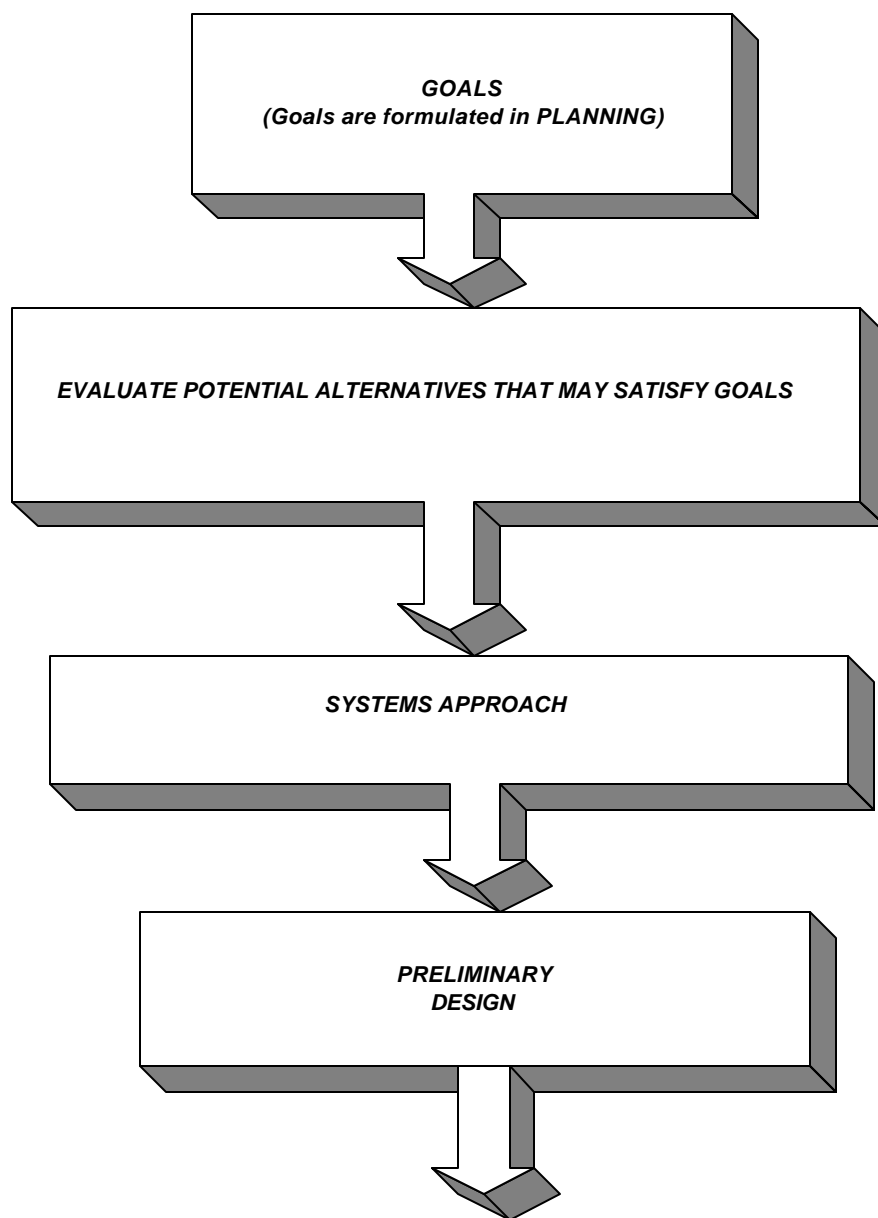 GOALS
(Goals are formulated in PLANNING)
EVALUATE POTENTIAL ALTERNATIVES THAT MAY SATISFY GOALS
SYSTEMS APPROACH
PRELIMINARY
DESIGN